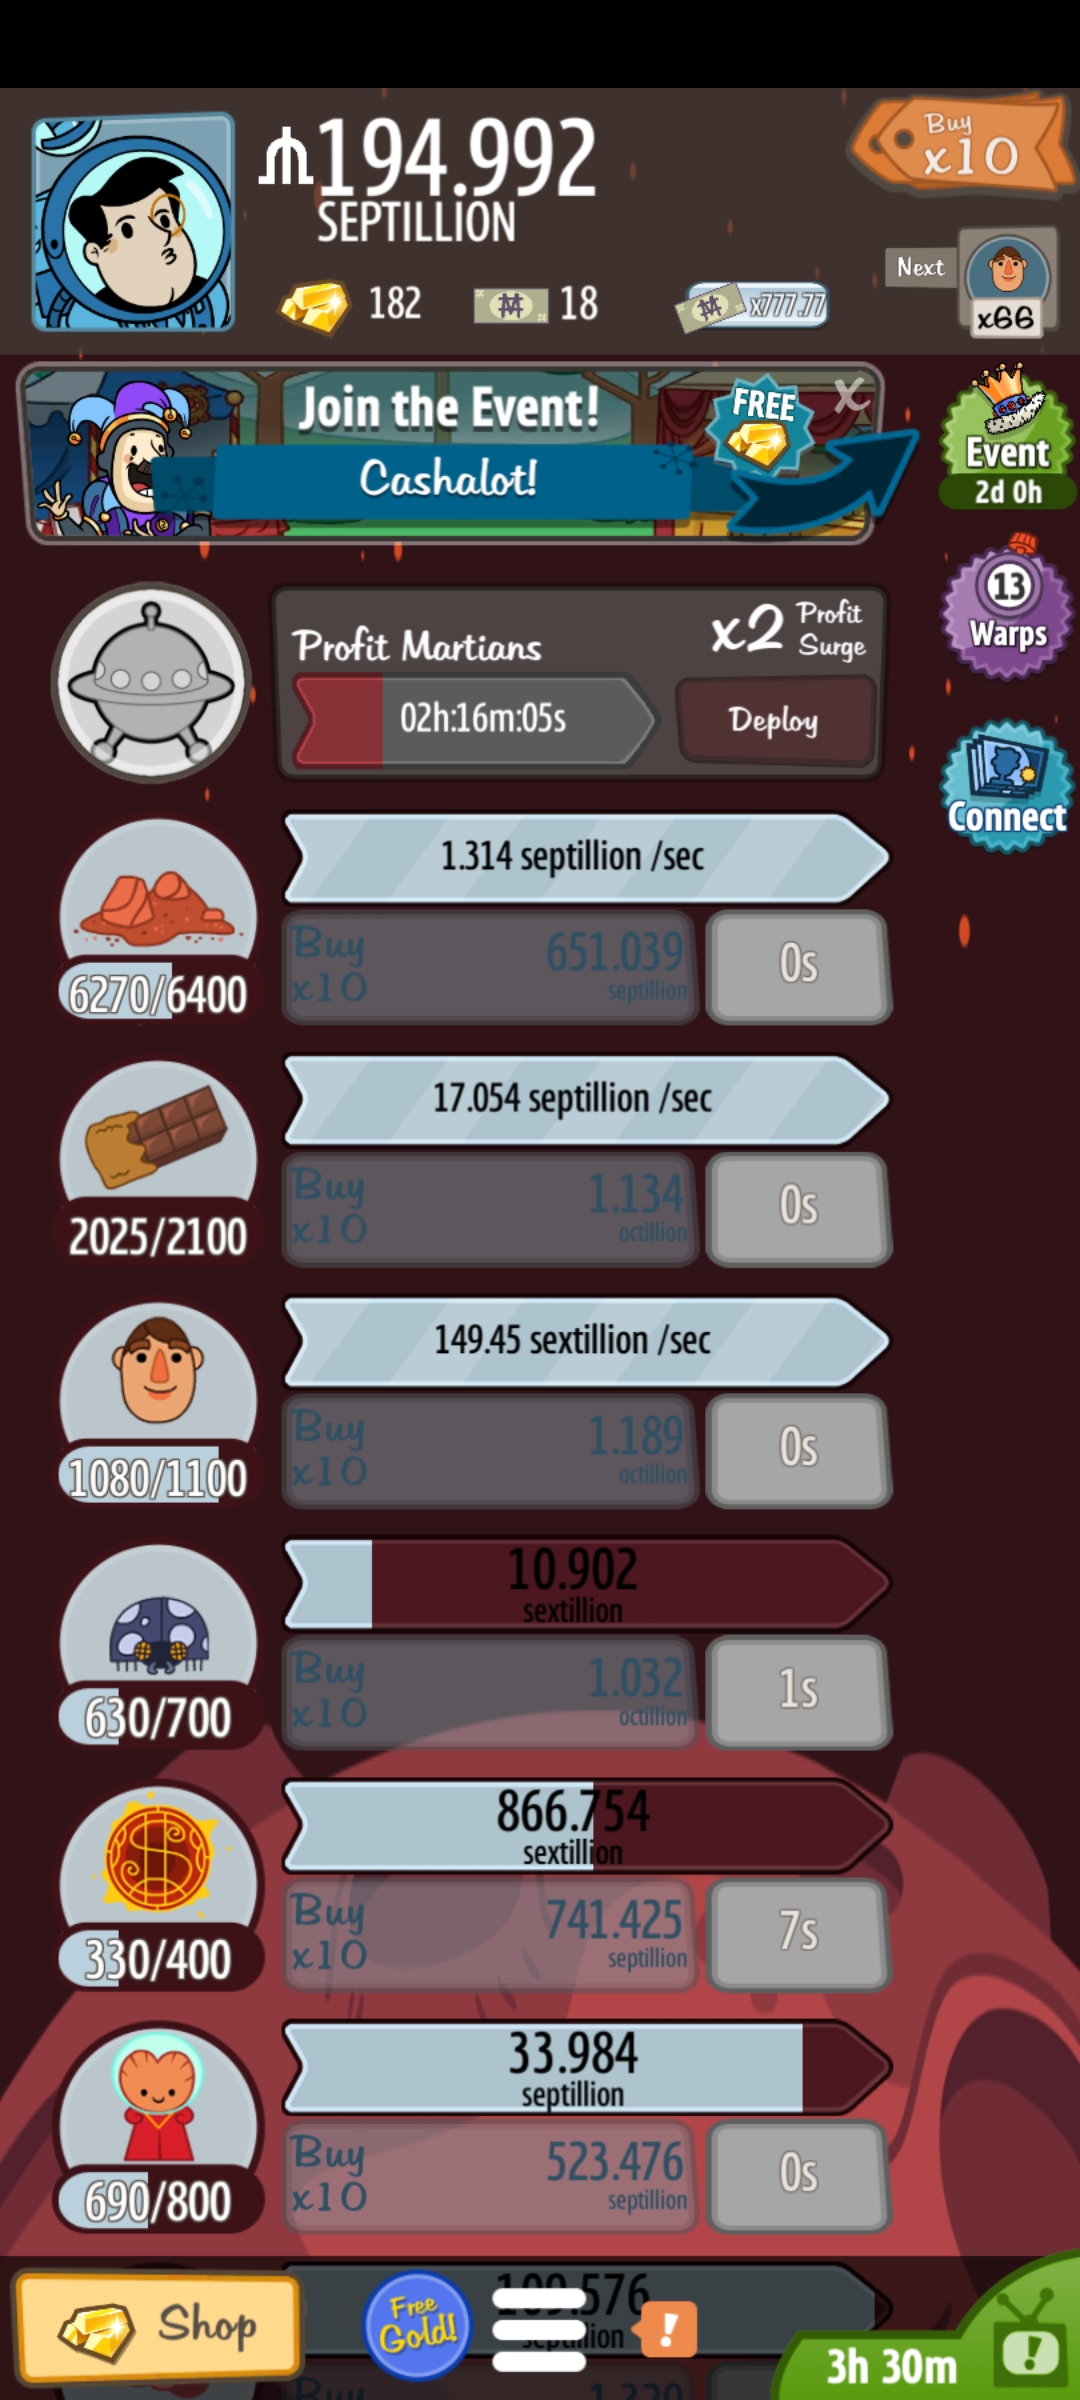 194.992
SEPTILLION
Buy
x10
182
18
x777.77
Next
x66
Join the Event!
FREE
X
Cashalot!
Event
2d 0h
13
Warps
Connect
Profit Martians
x2 Profit
Surge
02h:16m:05s
Deploy
1.314 septillion /sec
Buy 651.039
x10 septillion
0s
6270/6400
17.054 septillion /sec
Buy 1.134
x10 octillion
0s
2025/2100
149.45 sextillion /sec
Buy 1.189
x10 octillion
0s
1080/1100
10.902
sextillion
Buy 1.032
x10 octillion
1s
630/700
866.754
sextillion
Buy 741.425
x10 septillion
7s
330/400
33.984
septillion
Buy 523.476
x10 septillion
0s
690/800
Shop
Free
Gold!
109.576
septillion
!
3h 30m
!
Buy 1.320